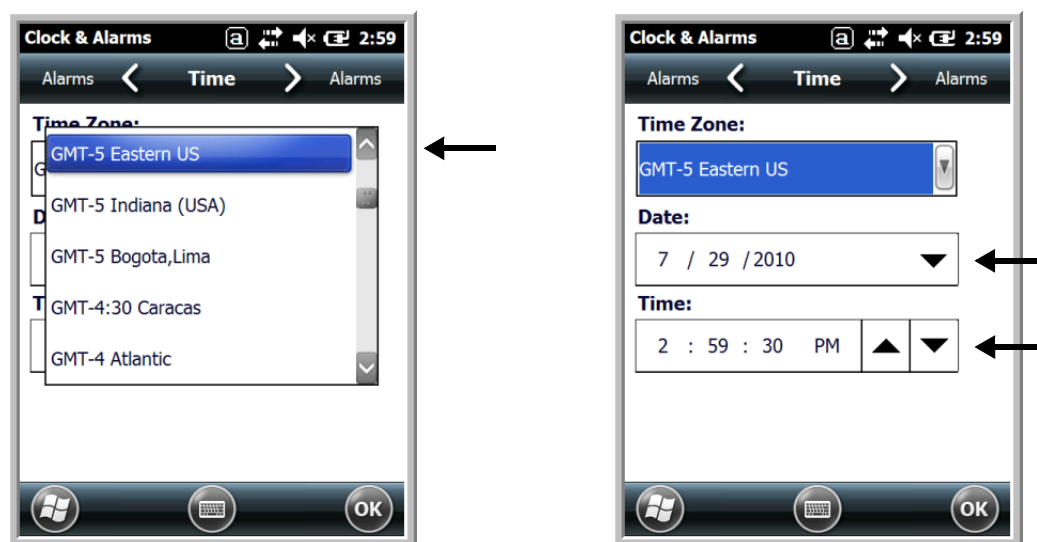 Clock & Alarms a 2:59
Alarms Time Alarms
Time Zone:
GMT-5 Eastern US
G
GMT-5 Indiana (USA)
D
GMT-5 Bogota,Lima
T
GMT-4:30 Caracas
GMT-4 Atlantic
OK
Clock & Alarms a 2:59
Alarms Time Alarms
Time Zone:
GMT-5 Eastern US
Date:
7 / 29 / 2010
Time:
2 : 59 : 30 PM
OK